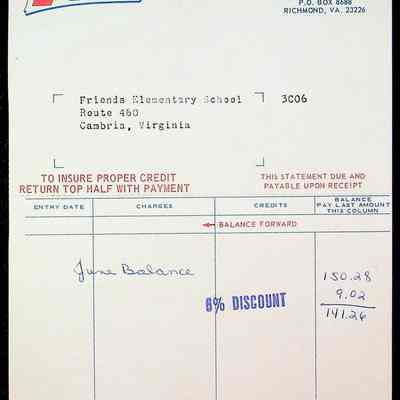 P.O. BOX 8688
RICHMOND, VA. 23226
Friends Elementary School 3C06
Route 460
Cambria, Virginia
TO INSURE PROPER CREDIT
RETURN TOP HALF WITH PAYMENT
THIS STATEMENT DUE AND
PAYABLE UPON RECEIPT
ENTRY DATE CHARGES CREDITS BALANCE
PAY LAST AMOUNT
THIS COLUMN
BALANCE FORWARD
June Balance 150.28
6% DISCOUNT 9.02
141.26